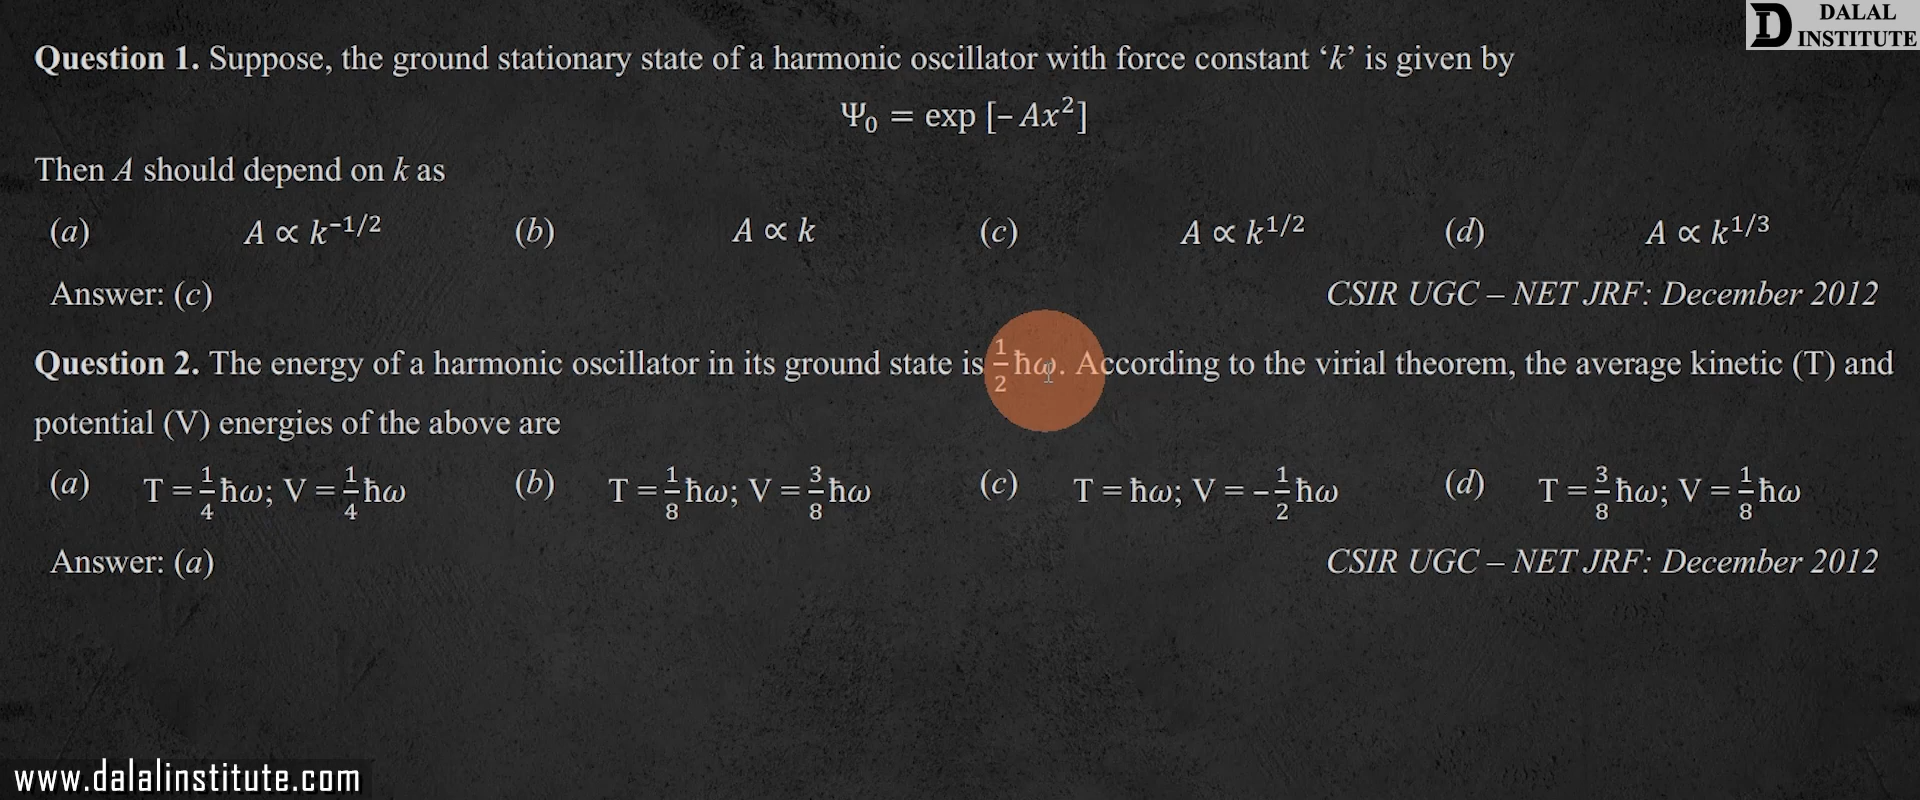 DALAL
INSTITUTE
Question 1. Suppose, the ground stationary state of a harmonic oscillator with force constant ‘k’ is given by
Ψ₀ = exp [– Ax²]
Then A should depend on k as
(a) A ∝ k^−1/2 (b) A ∝ k (c) A ∝ k^1/2 (d) A ∝ k^1/3
Answer: (c) CSIR UGC – NET JRF: December 2012
Question 2. The energy of a harmonic oscillator in its ground state is 1/2 ħω. According to the virial theorem, the average kinetic (T) and
potential (V) energies of the above are
(a) T = 1/4 ħω; V = 1/4 ħω (b) T = 1/8 ħω; V = 3/8 ħω (c) T = ħω; V = − 1/2 ħω (d) T = 3/8 ħω; V = 1/8 ħω
Answer: (a) CSIR UGC – NET JRF: December 2012
www.dalalinstitute.com